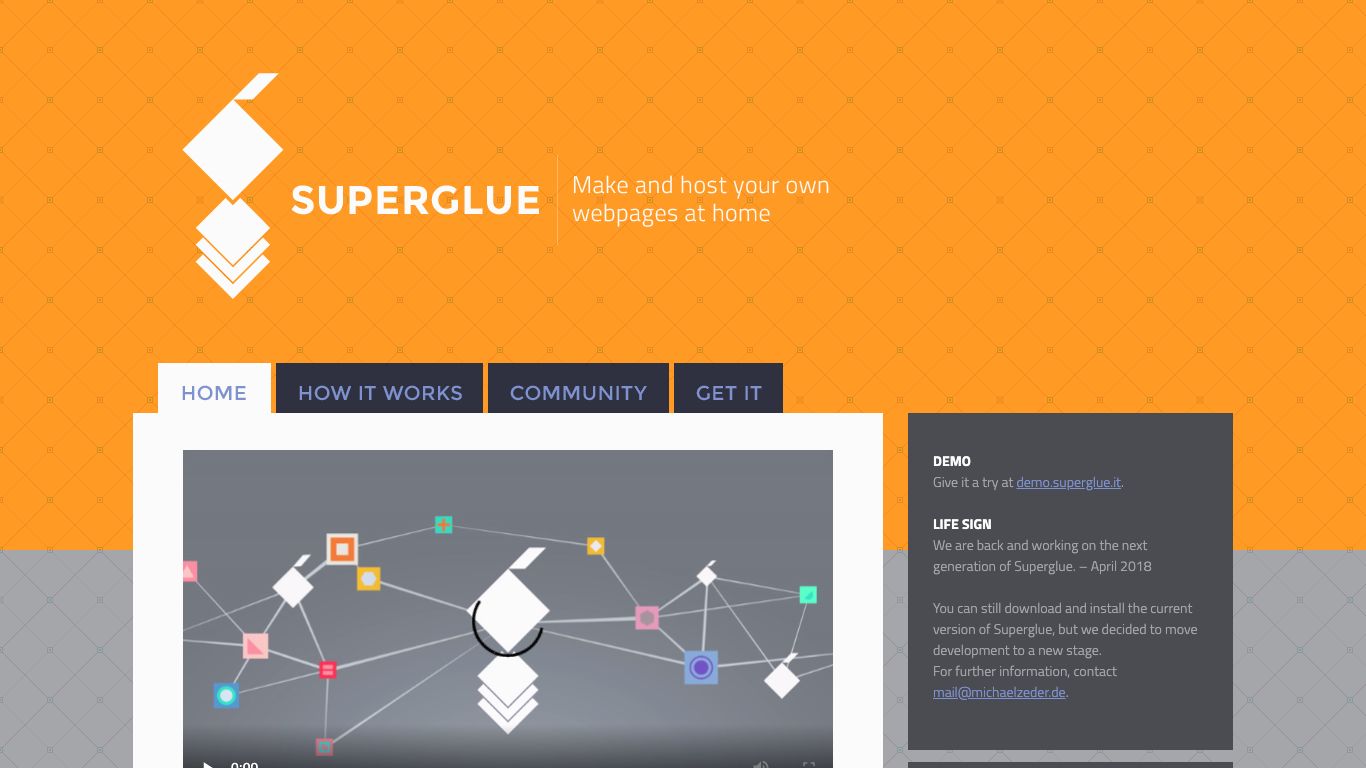 SUPERGLUE
Make and host your own
webpages at home
HOME
HOW IT WORKS
COMMUNITY
GET IT
DEMO
Give it a try at demo.superglue.it.
LIFE SIGN
We are back and working on the next
generation of Superglue. – April 2018
You can still download and install the current
version of Superglue, but we decided to move
development to a new stage.
For further information, contact
mail@michaelzeder.de.
0:00